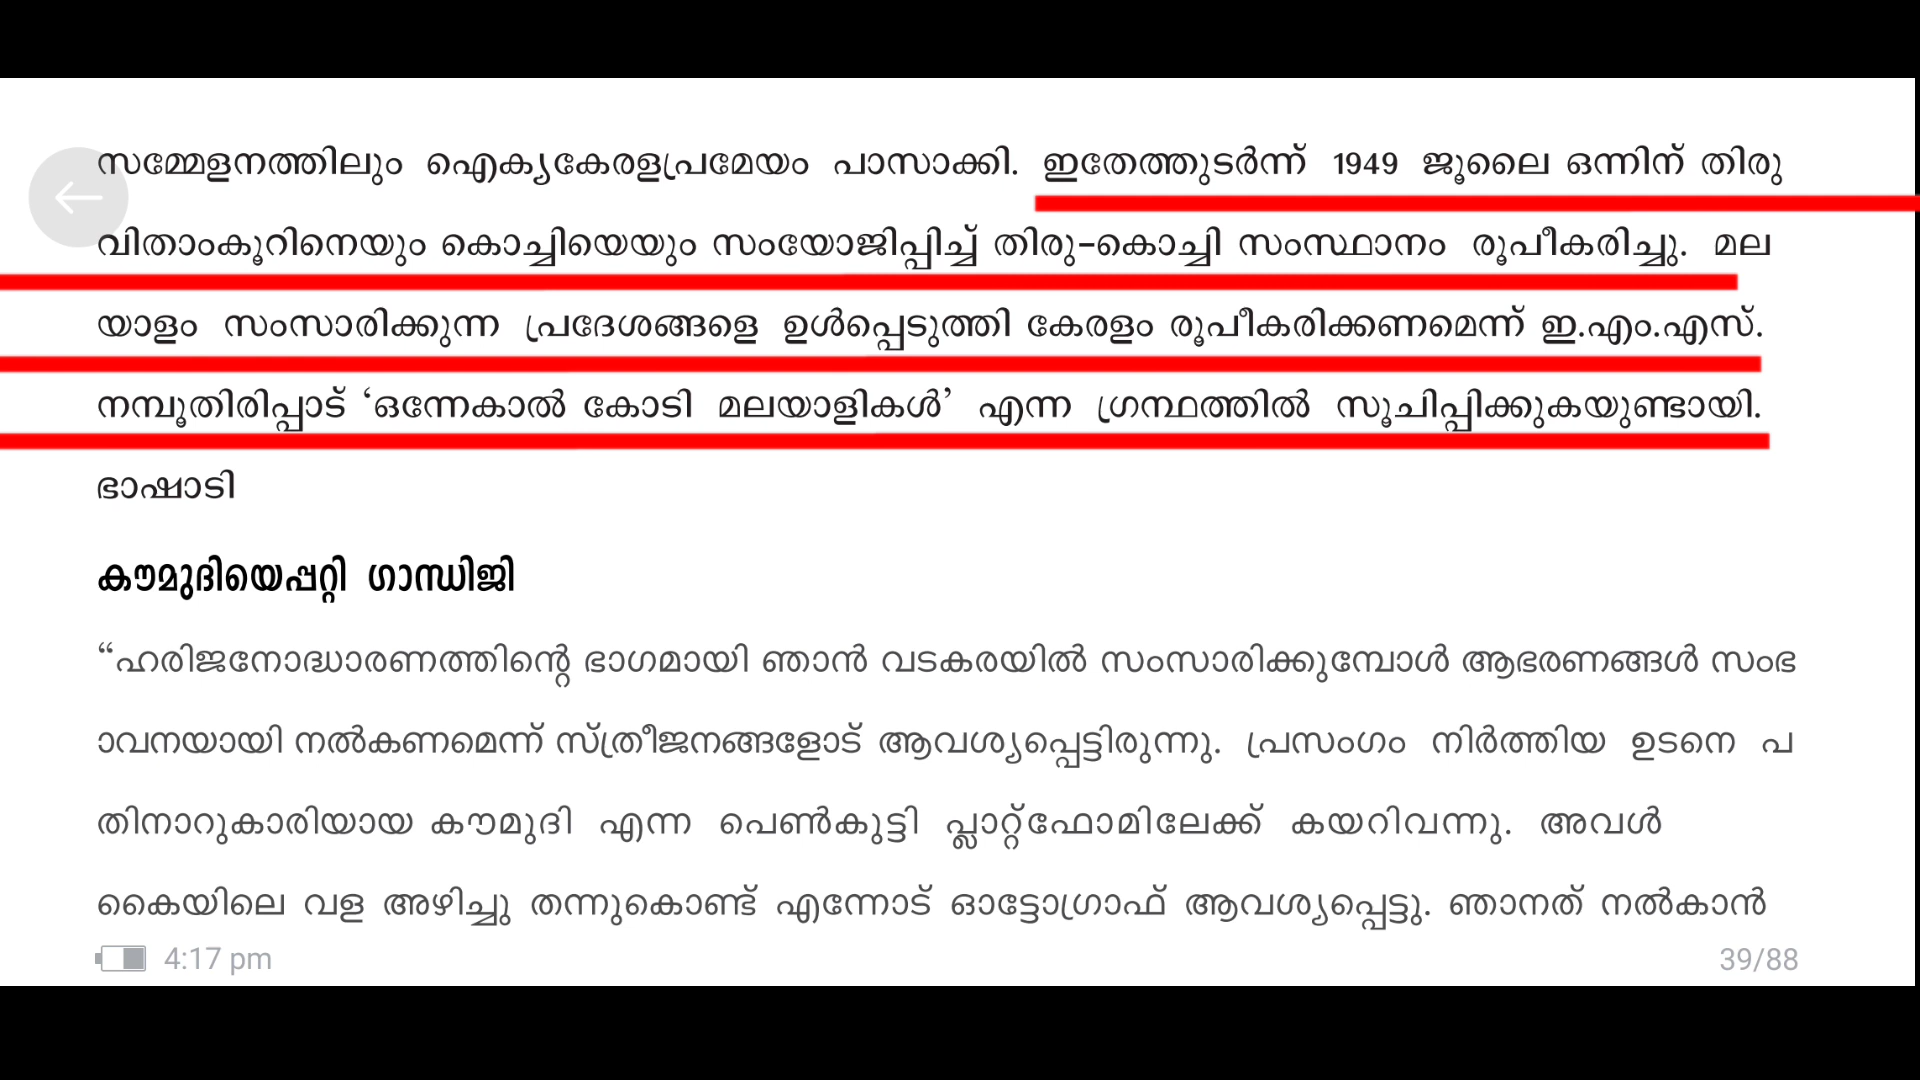 സമ്മേളനത്തിലും ഐക്യകേരളപ്രമേയം പാസാക്കി. ഇതേത്തുടർന്ന് 1949 ജൂലൈ ഒന്നിന് തിരു
വിതാംകൂറിനെയും കൊച്ചിയെയും സംയോജിപ്പിച്ച് തിരു-കൊച്ചി സംസ്ഥാനം രൂപീകരിച്ചു. മല
യാളം സംസാരിക്കുന്ന പ്രദേശങ്ങളെ ഉൾപ്പെടുത്തി കേരളം രൂപീകരിക്കണമെന്ന് ഇ.എം.എസ്.
നമ്പൂതിരിപ്പാട് ‘ഒന്നേകാൽ കോടി മലയാളികൾ’ എന്ന ഗ്രന്ഥത്തിൽ സൂചിപ്പിക്കുകയുണ്ടായി.
ഭാഷാടി
കൗമുദിയെപ്പറ്റി ഗാന്ധിജി
“ഹരിജനോദ്ധാരണത്തിന്റെ ഭാഗമായി ഞാൻ വടകരയിൽ സംസാരിക്കുമ്പോൾ ആഭരണങ്ങൾ സംഭ
ാവനയായി നൽകണമെന്ന് സ്ത്രീജനങ്ങളോട് ആവശ്യപ്പെട്ടിരുന്നു. പ്രസംഗം നിർത്തിയ ഉടനെ പ
തിനാറുകാരിയായ കൗമുദി എന്ന പെൺകുട്ടി പ്ലാറ്റ്ഫോമിലേക്ക് കയറിവന്നു. അവൾ
കൈയിലെ വള അഴിച്ചു തന്നുകൊണ്ട് എന്നോട് ഓട്ടോഗ്രാഫ് ആവശ്യപ്പെട്ടു. ഞാനത് നൽകാൻ
4:17 pm 39/88